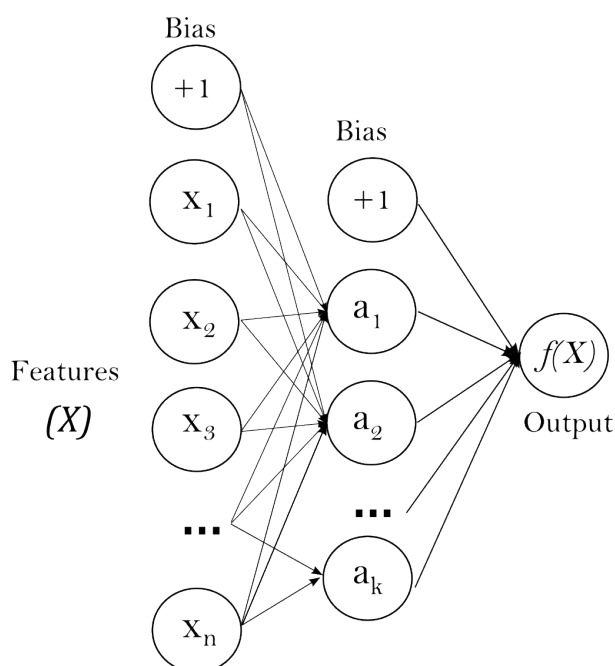 Bias
+1
x1
x2
x3
...
xn
Features
(X)
Bias
+1
a1
a2
...
ak
f(X)
Output